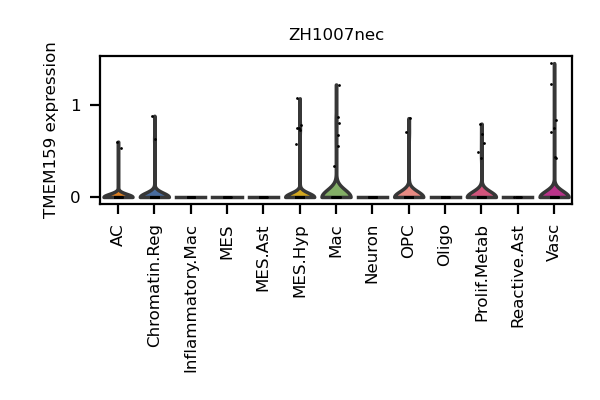 ZH1007nec
TMEM159 expression
1
0
AC
Chromatin.Reg
Inflammatory.Mac
MES
MES.Ast
MES.Hyp
Mac
Neuron
OPC
Oligo
Prolif.Metab
Reactive.Ast
Vasc